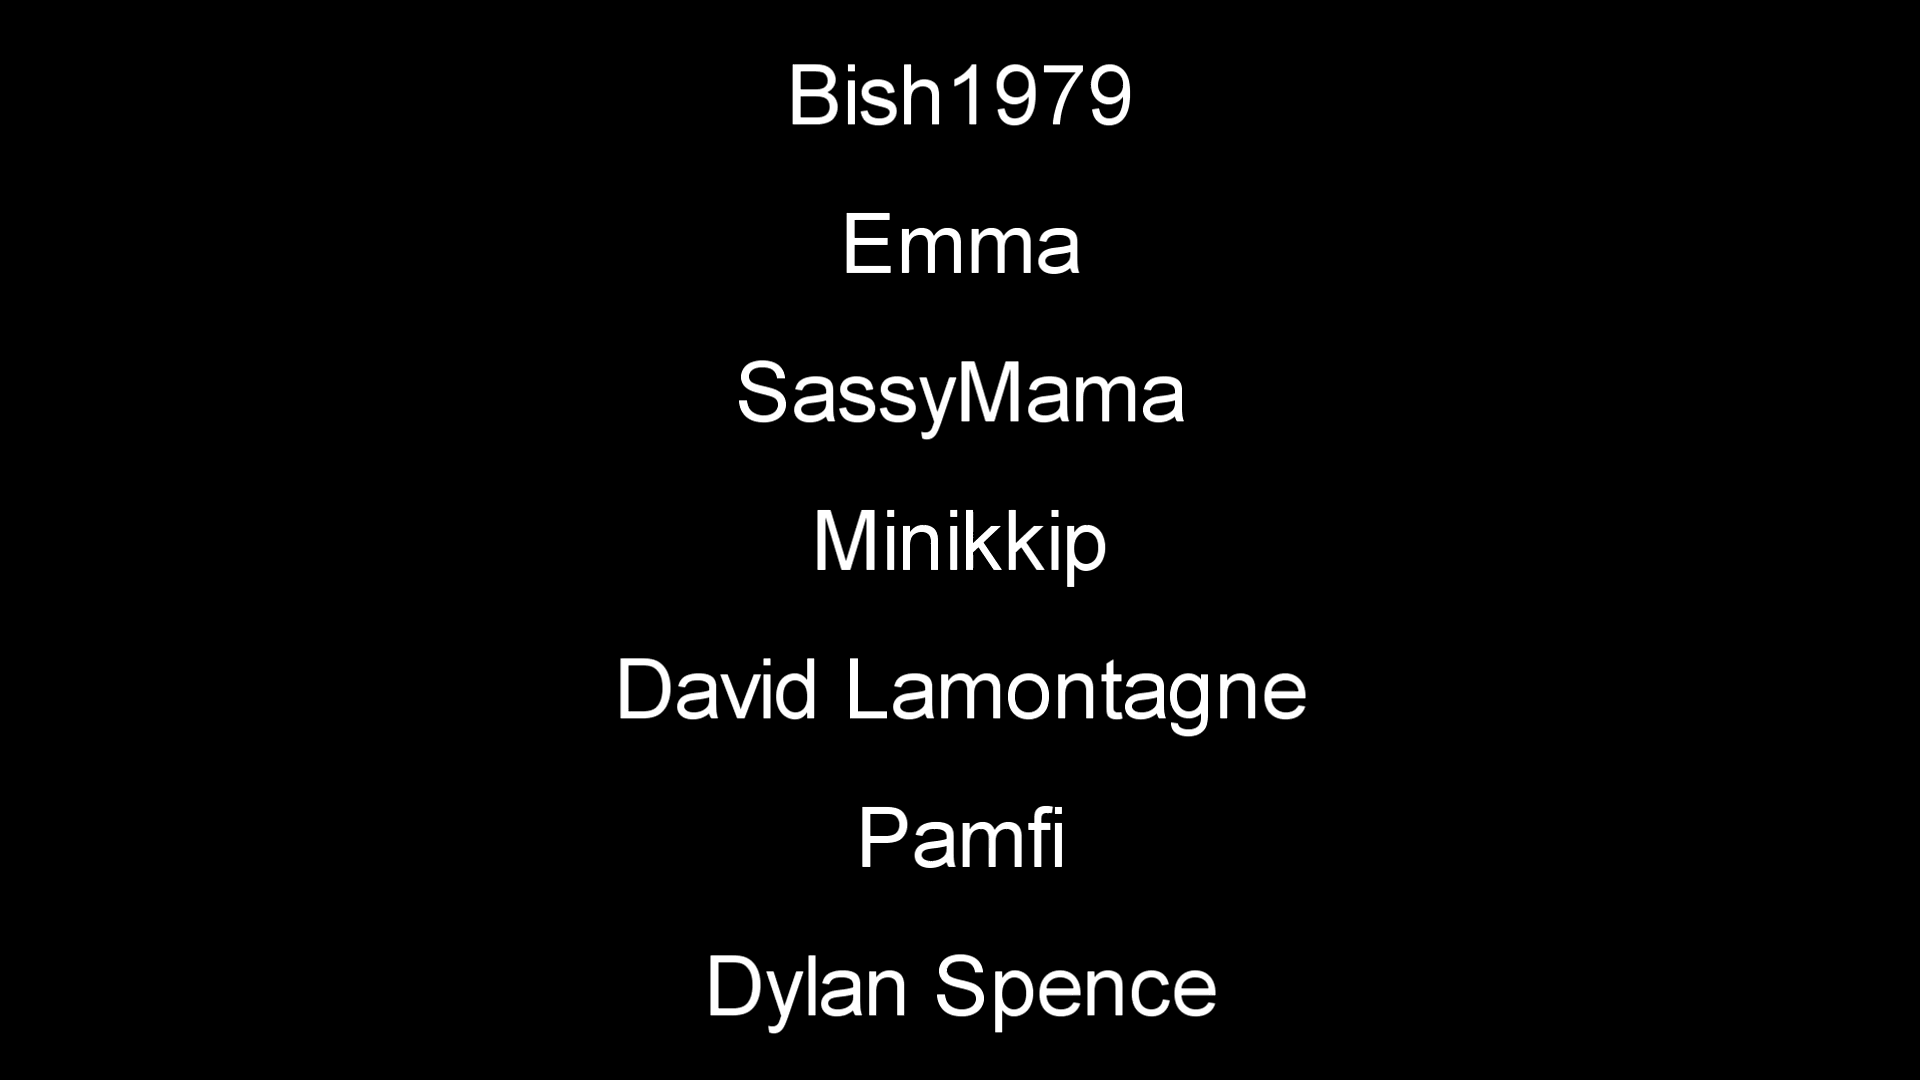 Bish1979
Emma
SassyMama
Minikkip
David Lamontagne
Pamfi
Dylan Spence